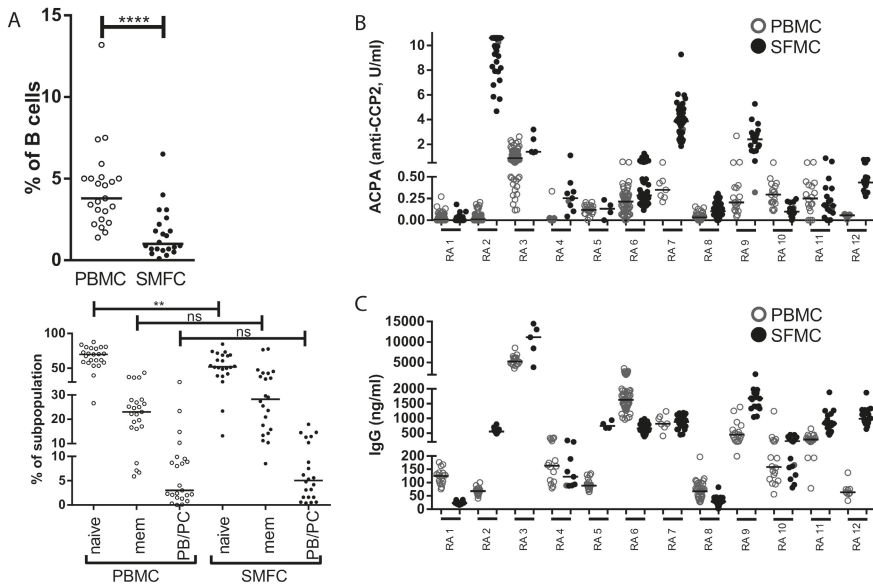 A
****
% of B cells
15
10
5
0
PBMC SMFC
**
ns
ns
% of subpopulation
100
50
30
20
10
10
5
0
naive mem PB/PC naive mem PB/PC
PBMC SMFC
B
PBMC
SFMC
ACPA (anti-CCP2, U/ml)
10
8
6
4
2
0.50
0.25
0.00
RA 1 RA 2 RA 3 RA 4 RA 5 RA 6 RA 7 RA 8 RA 9 RA 10 RA 11 RA 12
C
PBMC
SFMC
IgG (ng/ml)
15000
10000
5000
2000
1500
1000
500
200
150
100
50
0
RA 1 RA 2 RA 3 RA 4 RA 5 RA 6 RA 7 RA 8 RA 9 RA 10 RA 11 RA 12